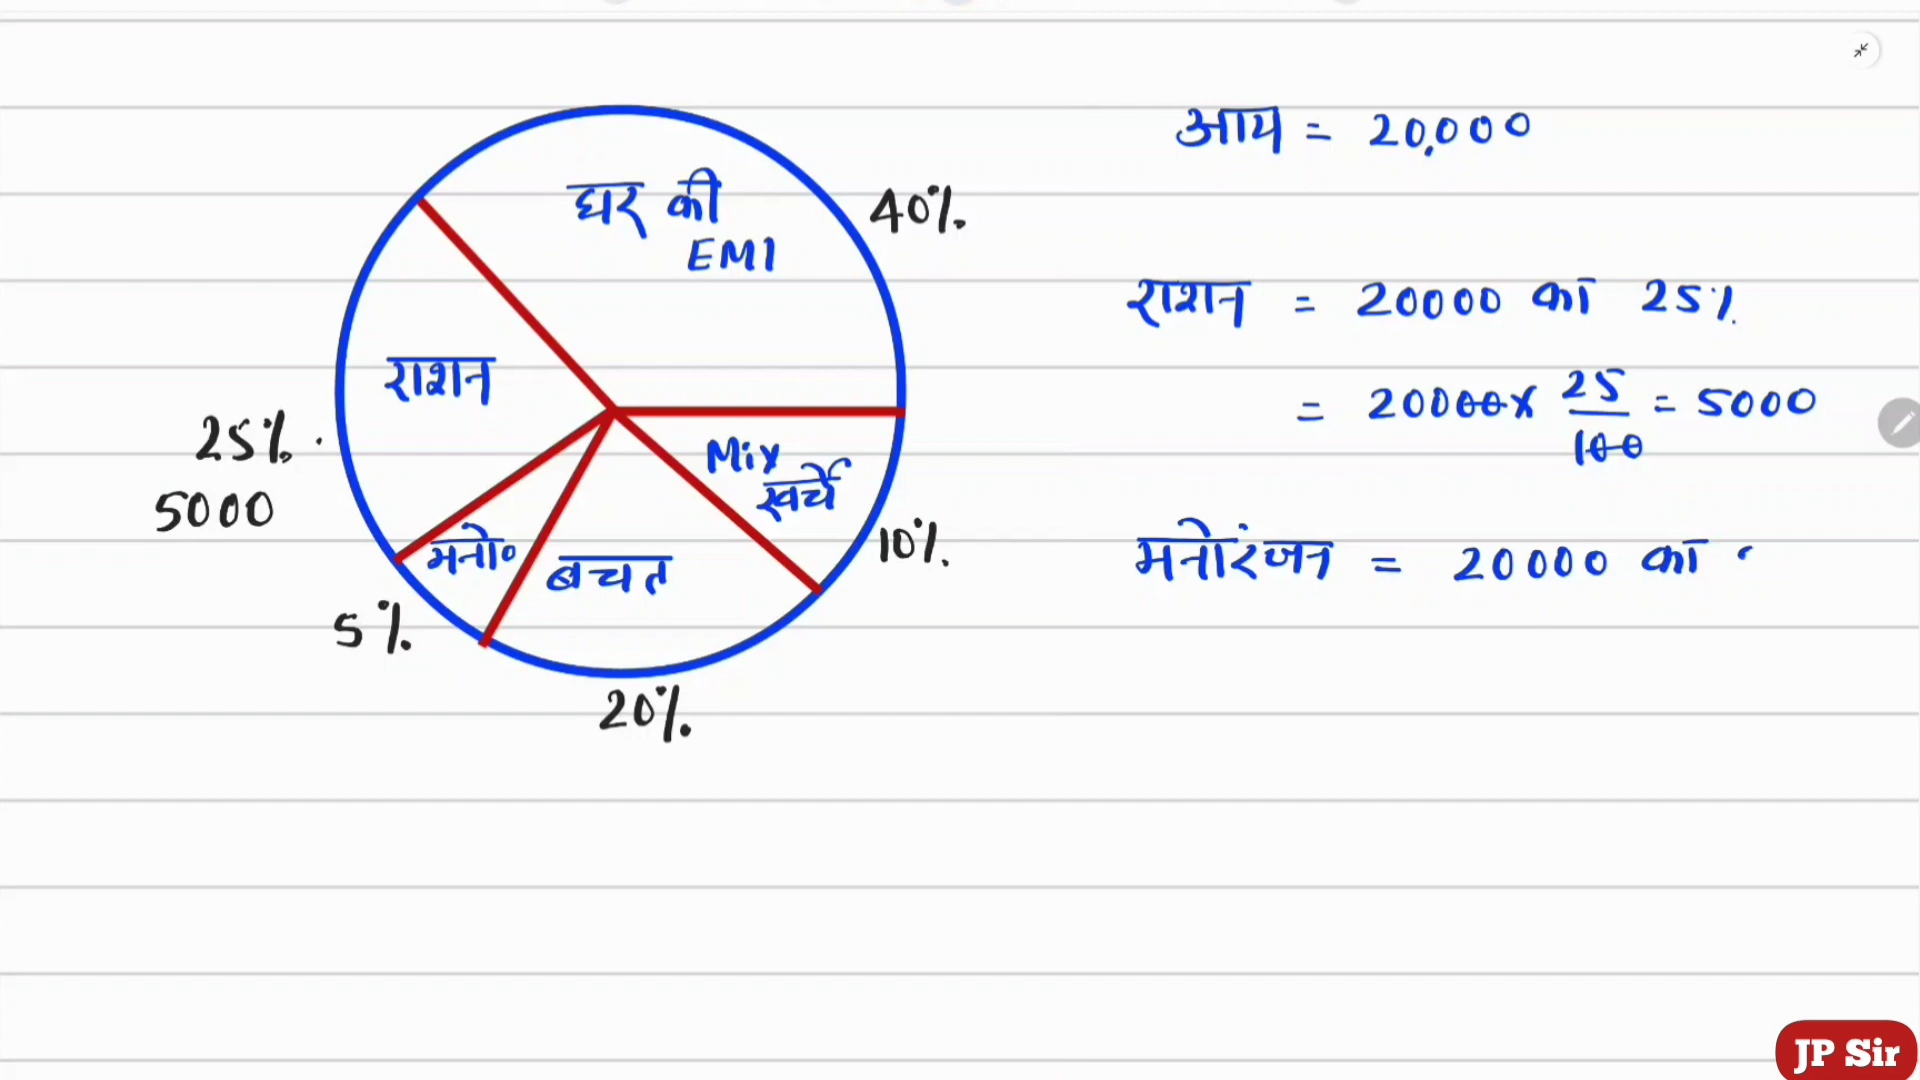 आय = 20,000
घर की
EMI
40%.
राशन = 20000 का 25%.
राशन
= 20000 x 25/100 = 5000
25%.
5000
Mix
खर्चे
10%.
मनो०
बचत
मनोरंजन = 20000 का
5%.
20%.
JP Sir